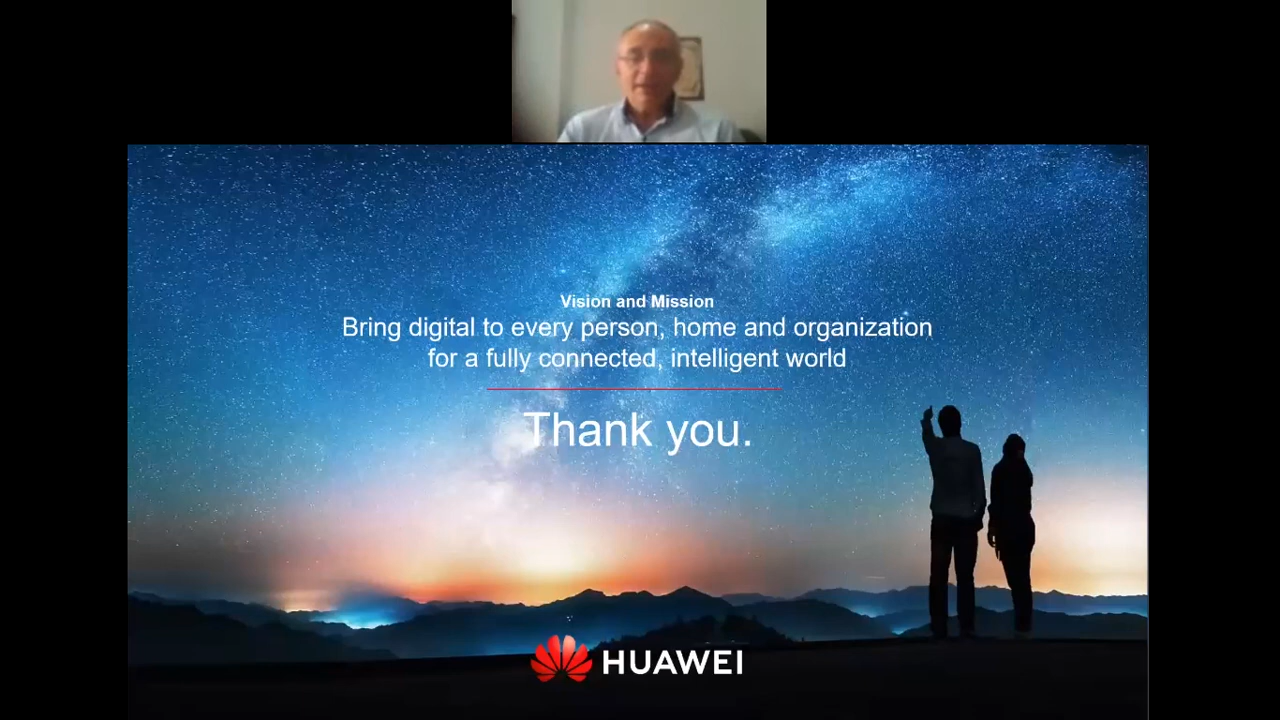 Vision and Mission
Bring digital to every person, home and organization
for a fully connected, intelligent world
Thank you.
HUAWEI